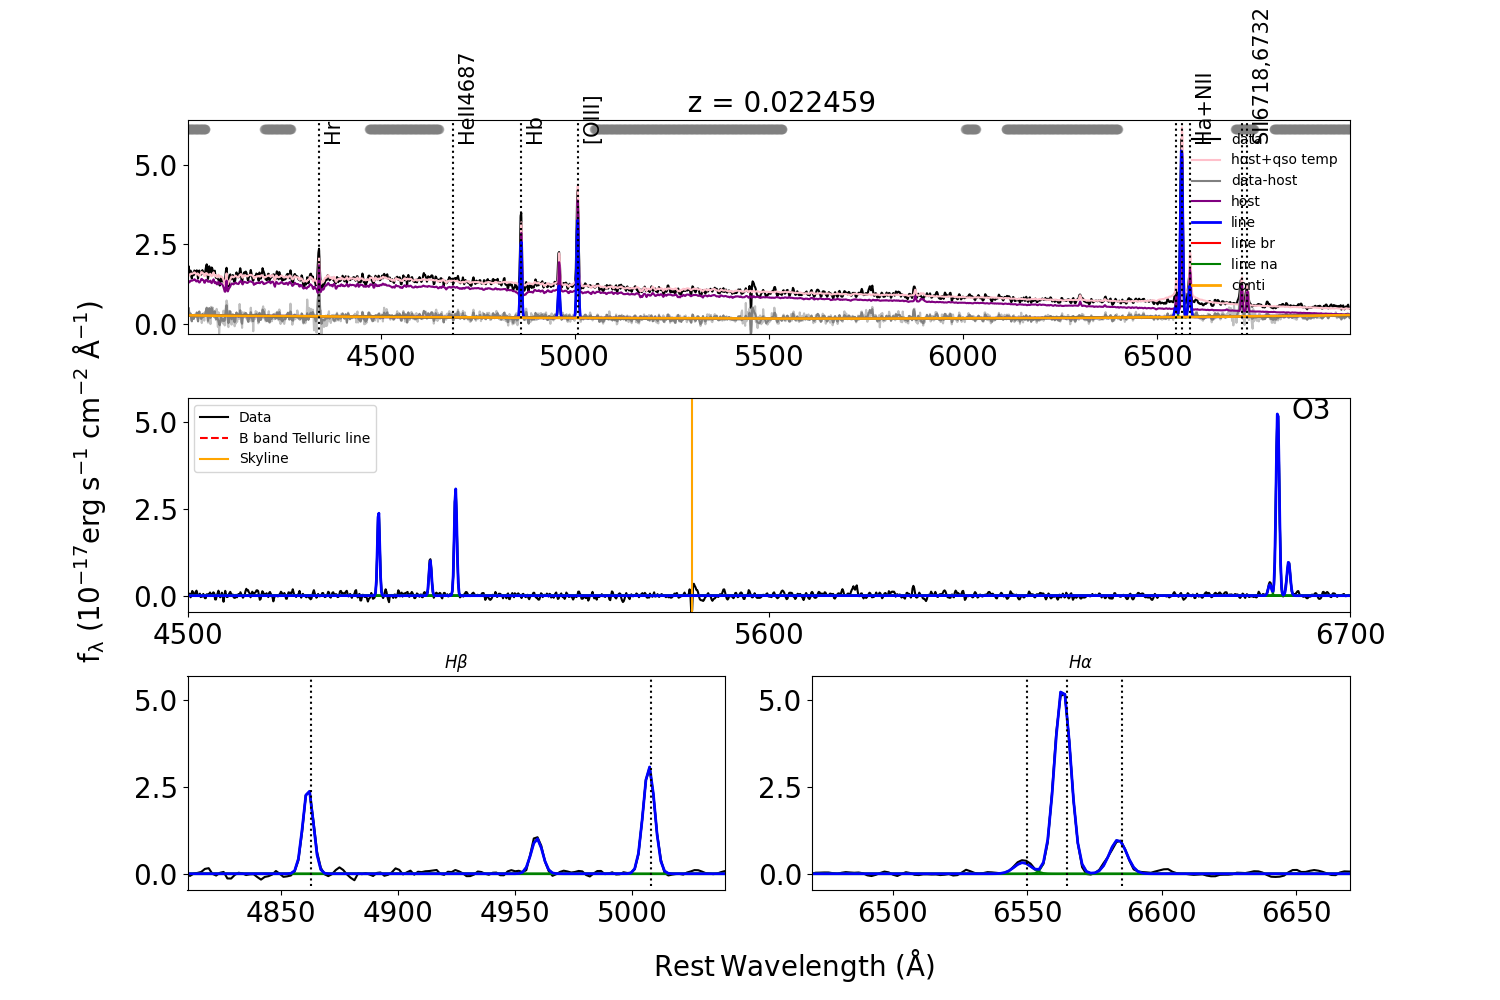 z = 0.022459
Hr
HeII4687
Hb
[OIII]
Ha+NII
SII6718,6732
data
host+qso temp
data-host
host
line
line br
line na
conti
5.0
2.5
0.0
4500
5000
5500
6000
6500
fλ (10−17erg s−1 cm−2 Å−1)
Data
B band Telluric line
Skyline
O3
5.0
2.5
0.0
4500
5600
6700
Hβ
5.0
2.5
0.0
4850
4900
4950
5000
Hα
5.0
2.5
0.0
6500
6550
6600
6650
Rest Wavelength (Å)